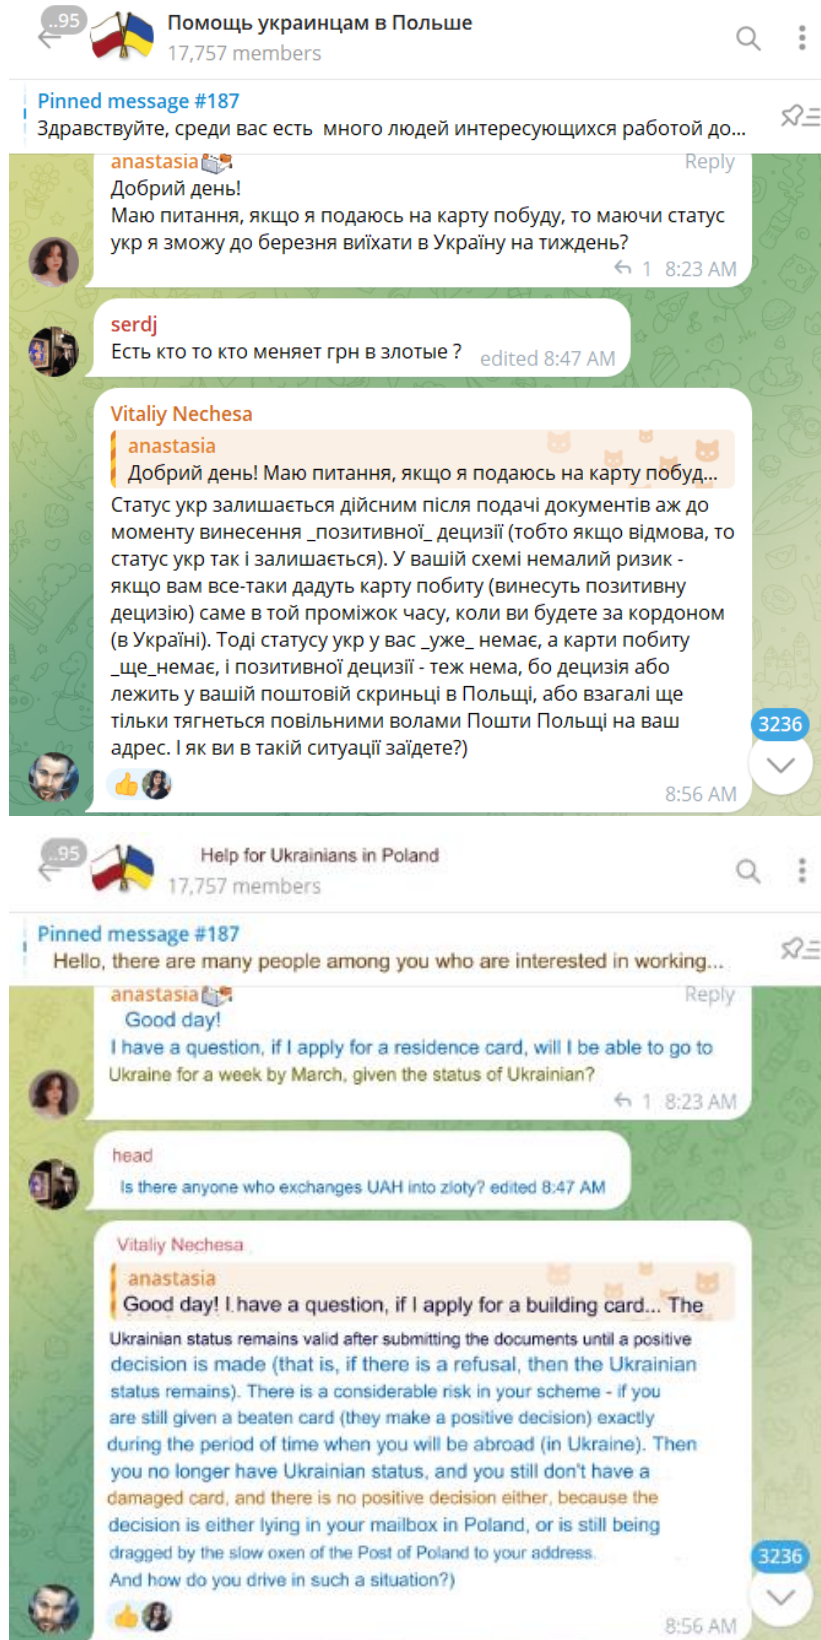 ..95
Помощь украинцам в Польше
17,757 members
Pinned message #187
Здравствуйте, среди вас есть много людей интересующихся работой до...
anastasia
Reply
Добрий день!
Маю питання, якщо я подаюсь на карту побуду, то маючи статус
укр я зможу до березня виїхати в Україну на тиждень?
1 8:23 AM
serdj
Есть кто то кто меняет грн в злотые ?
edited 8:47 AM
Vitaliy Nechesa
anastasia
Добрий день! Маю питання, якщо я подаюсь на карту побуд...
Статус укр залишається дійсним після подачі документів аж до
моменту винесення _позитивної_ децизії (тобто якщо відмова, то
статус укр так і залишається). У вашій схемі немалий ризик -
якщо вам все-таки дадуть карту побиту (винесуть позитивну
децизію) саме в той проміжок часу, коли ви будете за кордоном
(в Україні). Тоді статусу укр у вас _уже_ немає, а карти побиту
_ще_немає, і позитивної децизії - теж нема, бо децизія або
лежить у вашій поштовій скриньці в Польщі, або взагалі ще
тільки тягнеться повільними волами Пошти Польщі на ваш
адрес. І як ви в такій ситуації заїдете?)
3236
8:56 AM
..95
Help for Ukrainians in Poland
17,757 members
Pinned message #187
Hello, there are many people among you who are interested in working...
anastasia
Reply
Good day!
I have a question, if I apply for a residence card, will I be able to go to
Ukraine for a week by March, given the status of Ukrainian?
1 8:23 AM
head
Is there anyone who exchanges UAH into zloty? edited 8:47 AM
Vitaliy Nechesa
anastasia
Good day! I have a question, if I apply for a building card... The
Ukrainian status remains valid after submitting the documents until a positive
decision is made (that is, if there is a refusal, then the Ukrainian
status remains). There is a considerable risk in your scheme - if you
are still given a beaten card (they make a positive decision) exactly
during the period of time when you will be abroad (in Ukraine). Then
you no longer have Ukrainian status, and you still don't have a
damaged card, and there is no positive decision either, because the
decision is either lying in your mailbox in Poland, or is still being
dragged by the slow oxen of the Post of Poland to your address.
And how do you drive in such a situation?)
3236
8:56 AM